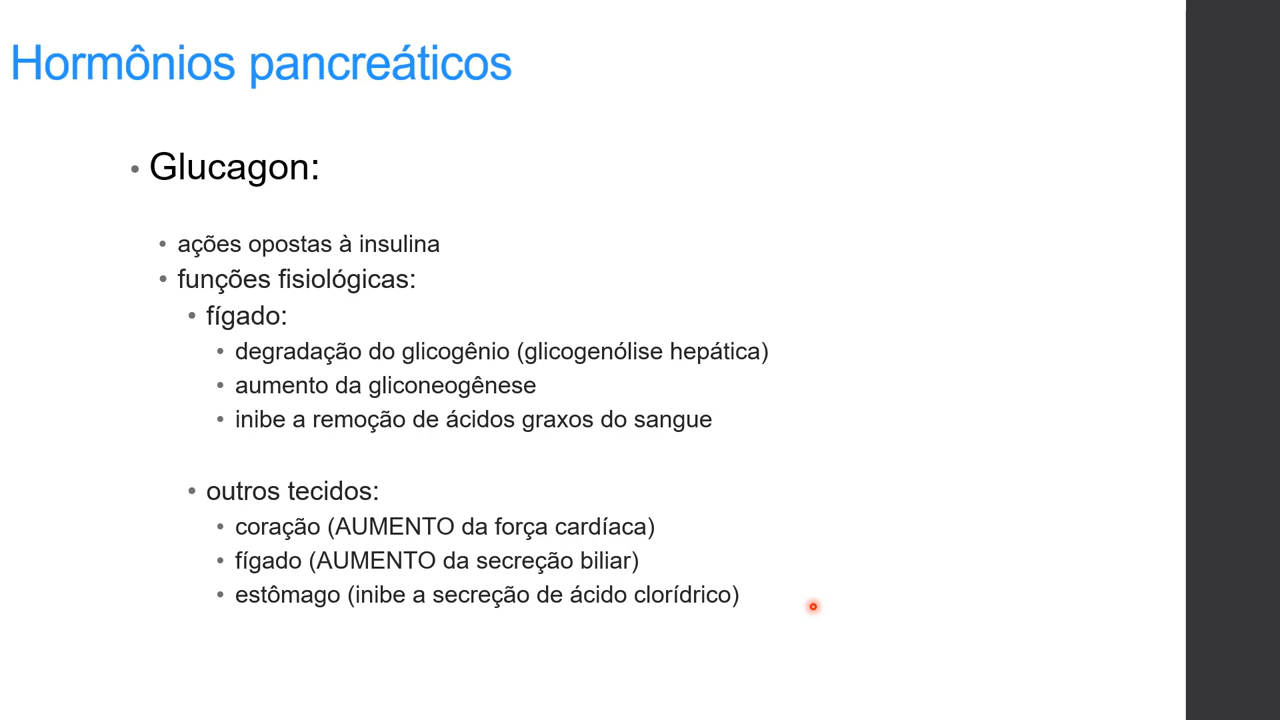 Hormônios pancreáticos
• Glucagon:
• ações opostas à insulina
• funções fisiológicas:
• fígado:
• degradação do glicogênio (glicogenólise hepática)
• aumento da gliconeogênese
• inibe a remoção de ácidos graxos do sangue
• outros tecidos:
• coração (AUMENTO da força cardíaca)
• fígado (AUMENTO da secreção biliar)
• estômago (inibe a secreção de ácido clorídrico)